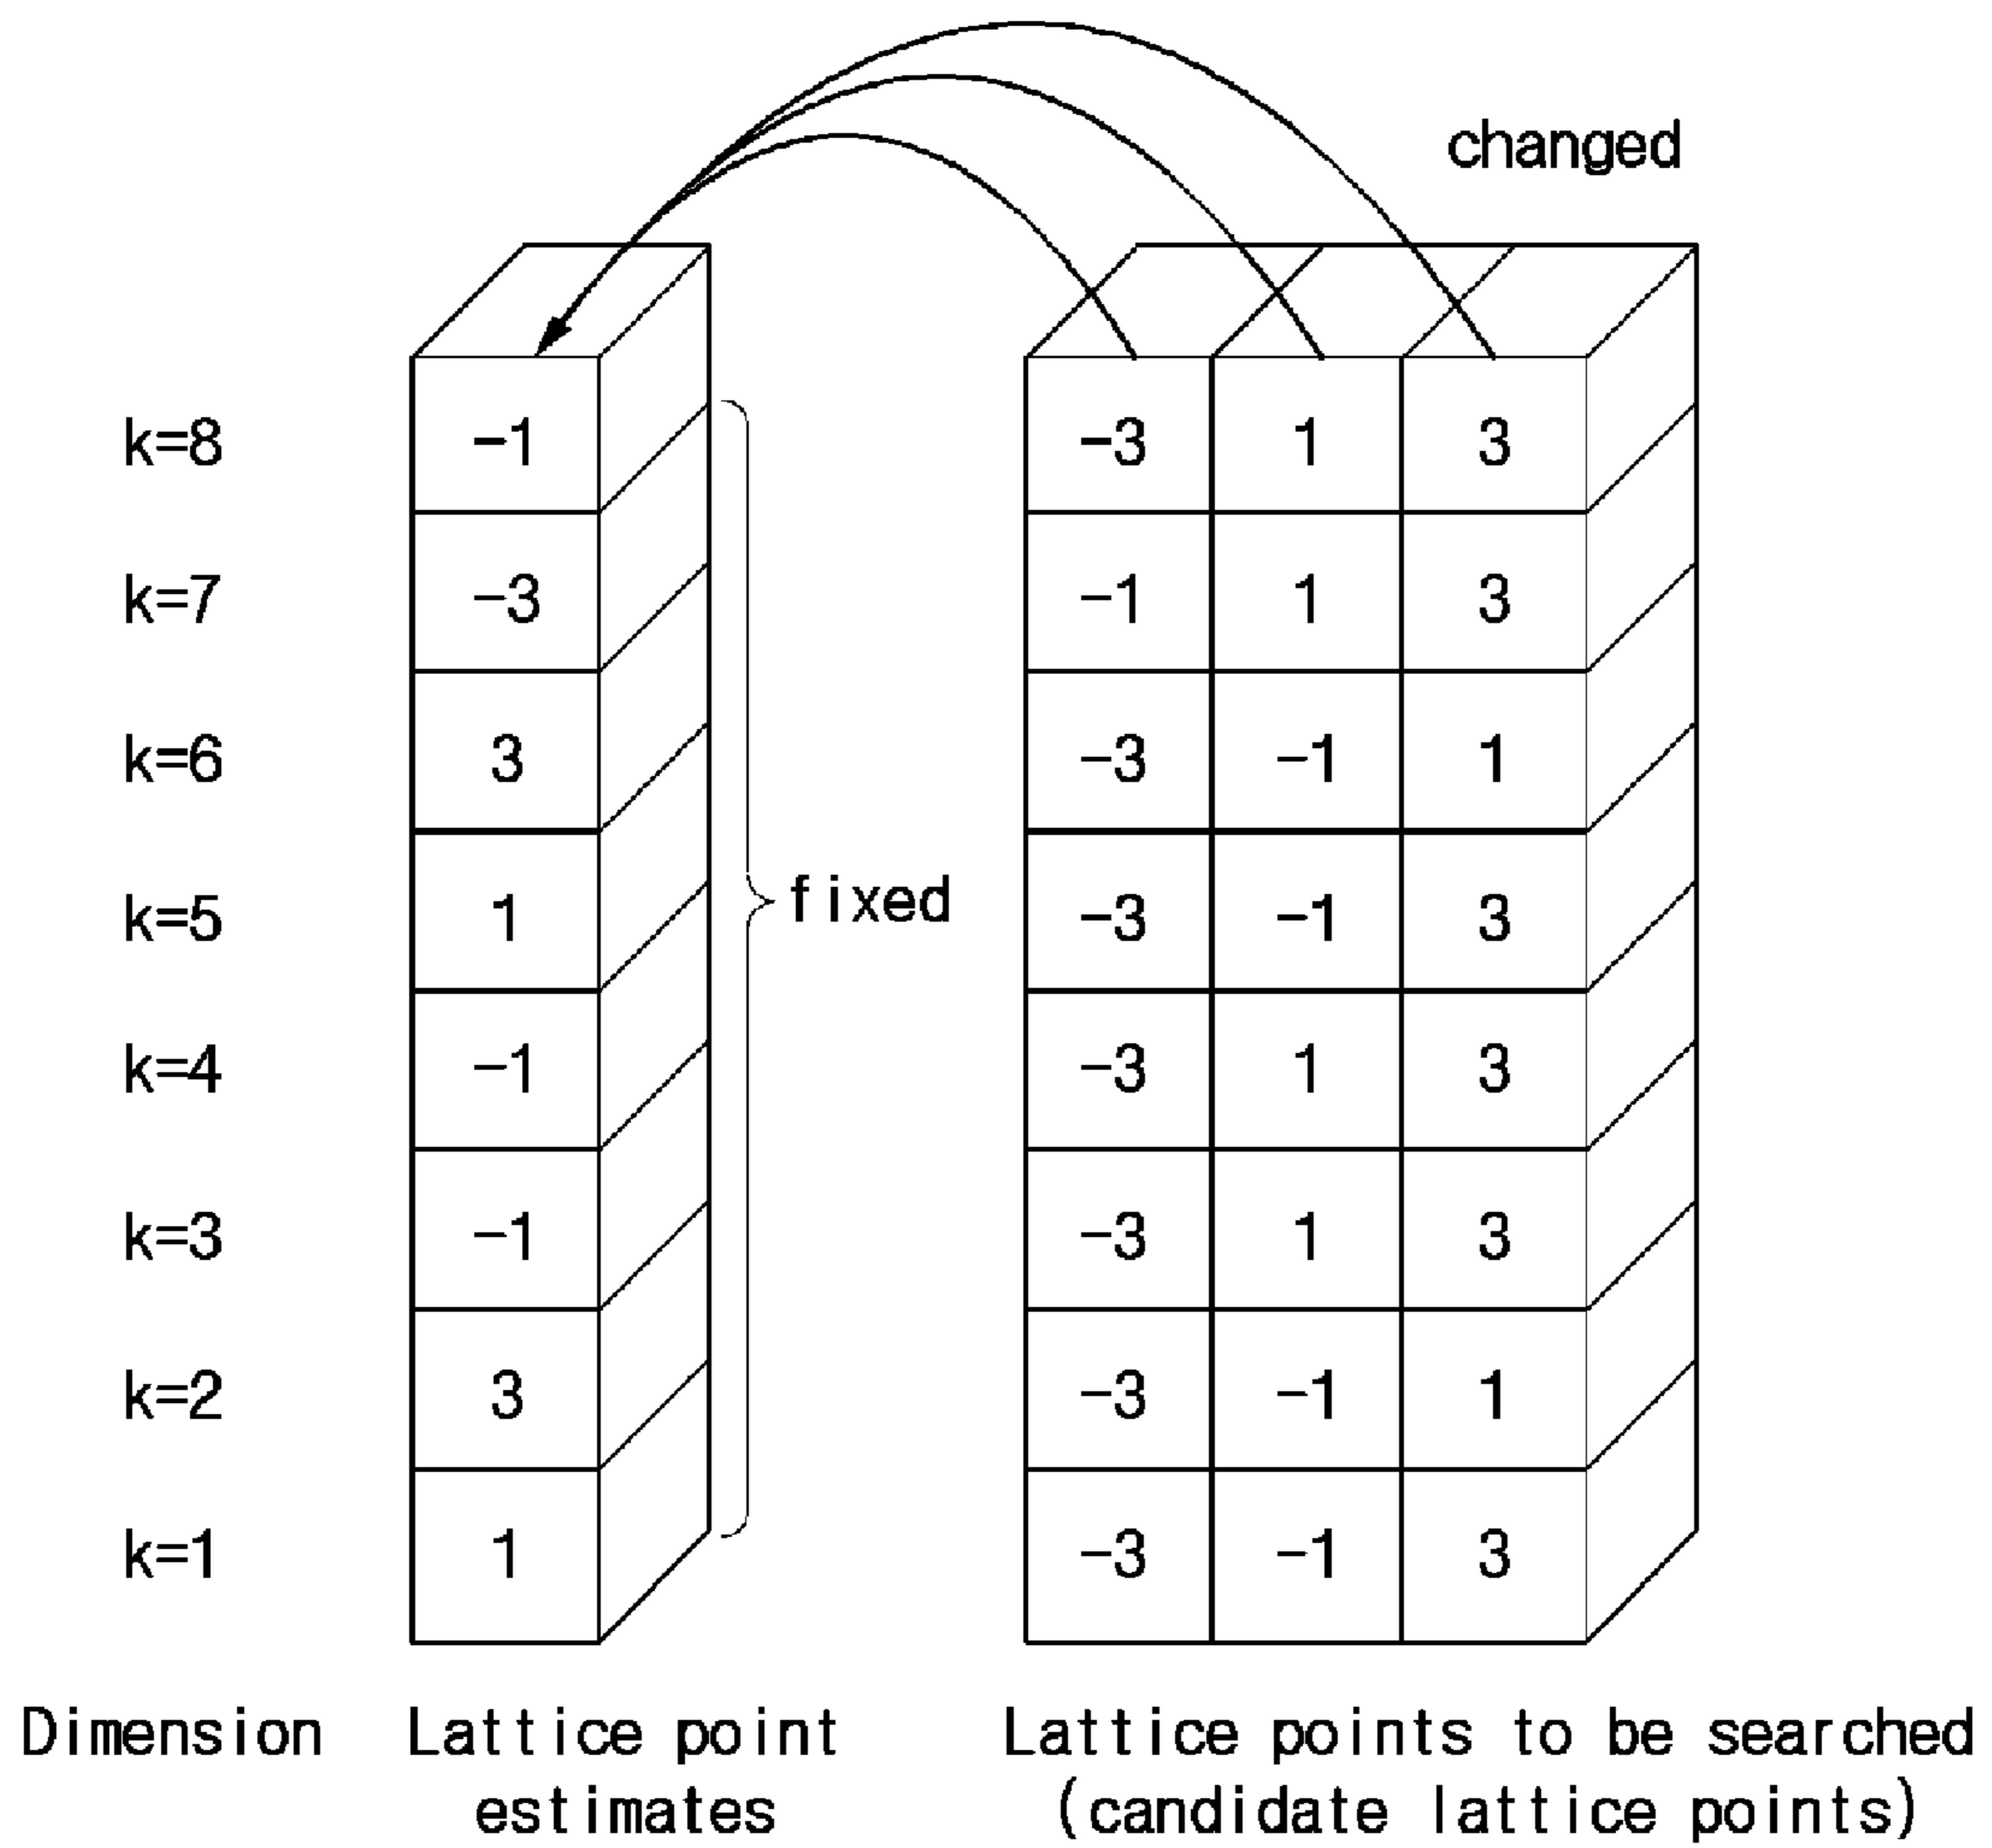 changed
k=8 -1 -3 1 3
k=7 -3 -1 1 3
k=6 3 -3 -1 1
k=5 1 fixed -3 -1 3
k=4 -1 -3 1 3
k=3 -1 -3 1 3
k=2 3 -3 -1 1
k=1 1 -3 -1 3
Dimension Lattice point Lattice points to be searched
estimates (candidate lattice points)